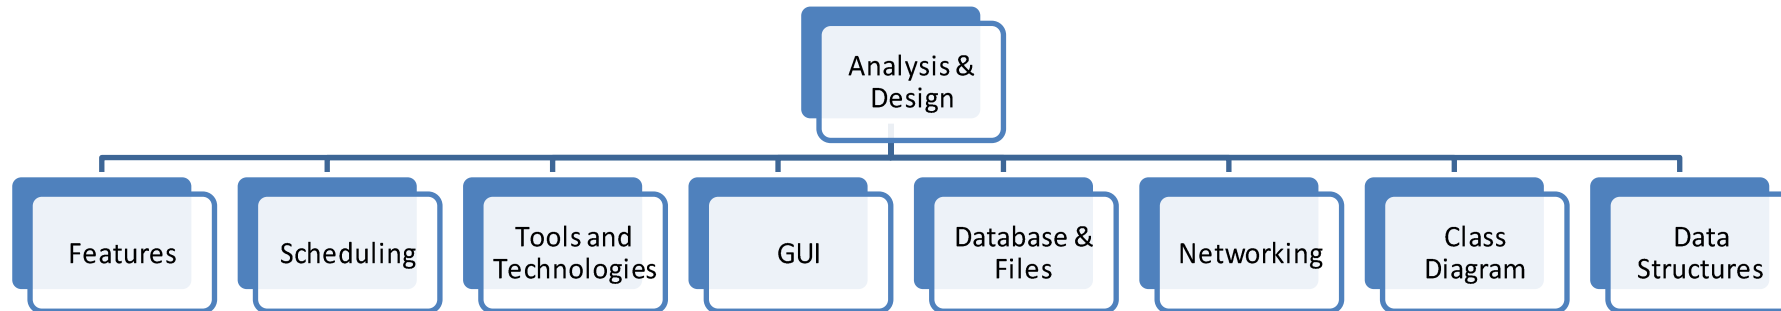 Analysis &
Design
Features
Scheduling
Tools and
Technologies
GUI
Database &
Files
Networking
Class
Diagram
Data
Structures